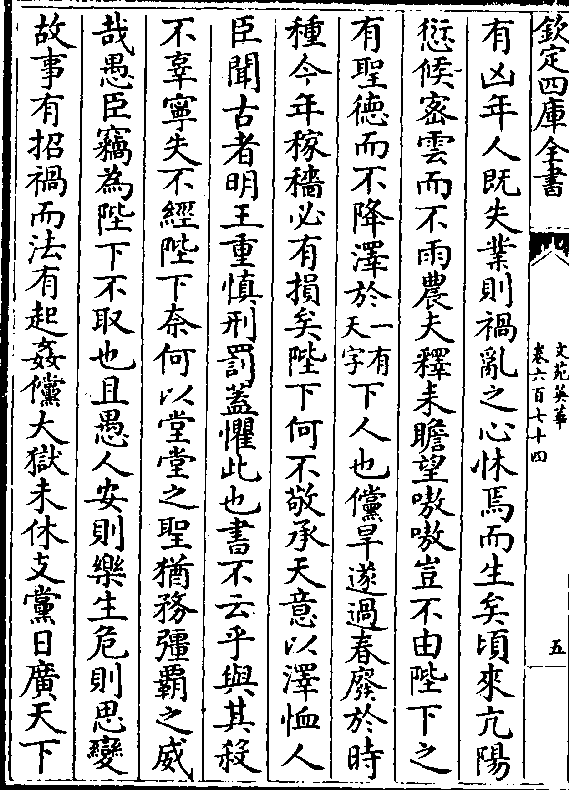 欽定四庫全書
文苑英華
卷六百七十四
五
有凶年人既失業則禍亂之心怵焉而生矣頃來亢陽
愆候密雲而不雨農夫釋耒瞻望嗷嗷豈不由陛下之
有聖德而不降澤於一有天字下人也儻旱遂過春廢於時
種今年稼穡必有損矣陛下何不敬承天意以澤恤人
臣聞古者明王重慎刑罰蓋懼此也書不云乎與其殺
不辜寧失不經陛下奈何以堂堂之聖猶務彊霸之威
哉愚臣竊為陛下不取也且愚人安則樂生危則思變
故事有招禍而法有起姦儻大獄未休支黨日廣天下